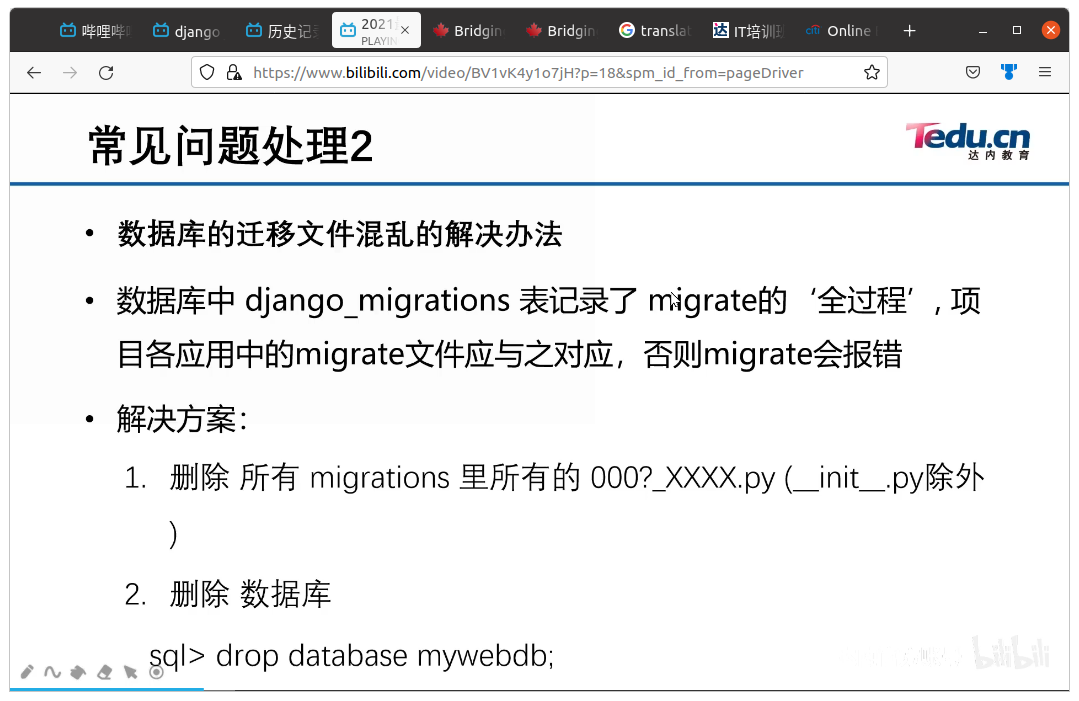 哔哩哔
django
历史记
2021
PLAYIN
Bridgin
Bridgin
translat
IT培训
Online
https://www.bilibili.com/video/BV1vK4y1o7jH?p=18&spm_id_from=pageDriver
常见问题处理2
Tedu.cn
达内教育
• 数据库的迁移文件混乱的解决办法
• 数据库中 django_migrations 表记录了 migrate的‘全过程’, 项
目各应用中的migrate文件应与之对应，否则migrate会报错
• 解决方案：
1. 删除 所有 migrations 里所有的 000?_XXXX.py (__init__.py除外
)
2. 删除 数据库
sql> drop database mywebdb;
bilibili